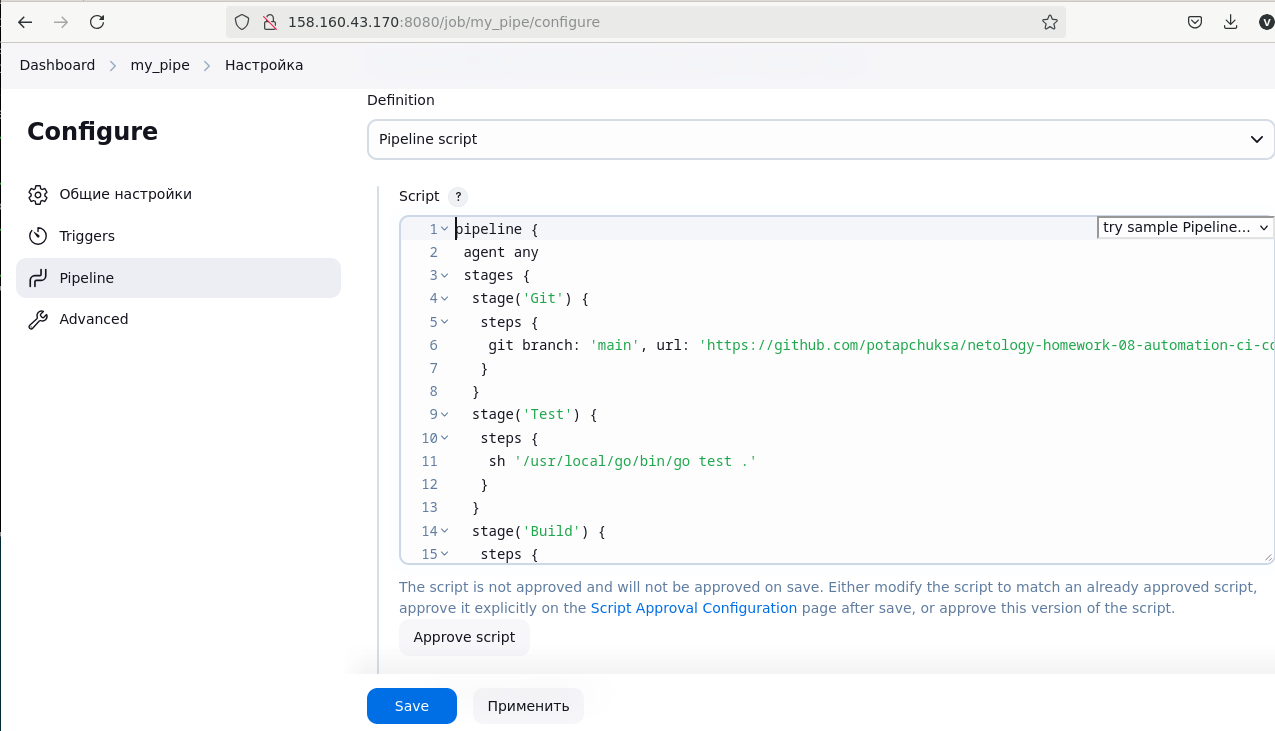 158.160.43.170:8080/job/my_pipe/configure
V
Dashboard > my_pipe > Настройка
Configure
Общие настройки
Triggers
Pipeline
Advanced
Definition
Pipeline script
Script ?
try sample Pipeline...
1 pipeline {
2 agent any
3 stages {
4 stage('Git') {
5 steps {
6 git branch: 'main', url: 'https://github.com/potapchuksa/netology-homework-08-automation-ci-co
7 }
8 }
9 stage('Test') {
10 steps {
11 sh '/usr/local/go/bin/go test .'
12 }
13 }
14 stage('Build') {
15 steps {
The script is not approved and will not be approved on save. Either modify the script to match an already approved script,
approve it explicitly on the Script Approval Configuration page after save, or approve this version of the script.
Approve script
Save
Применить